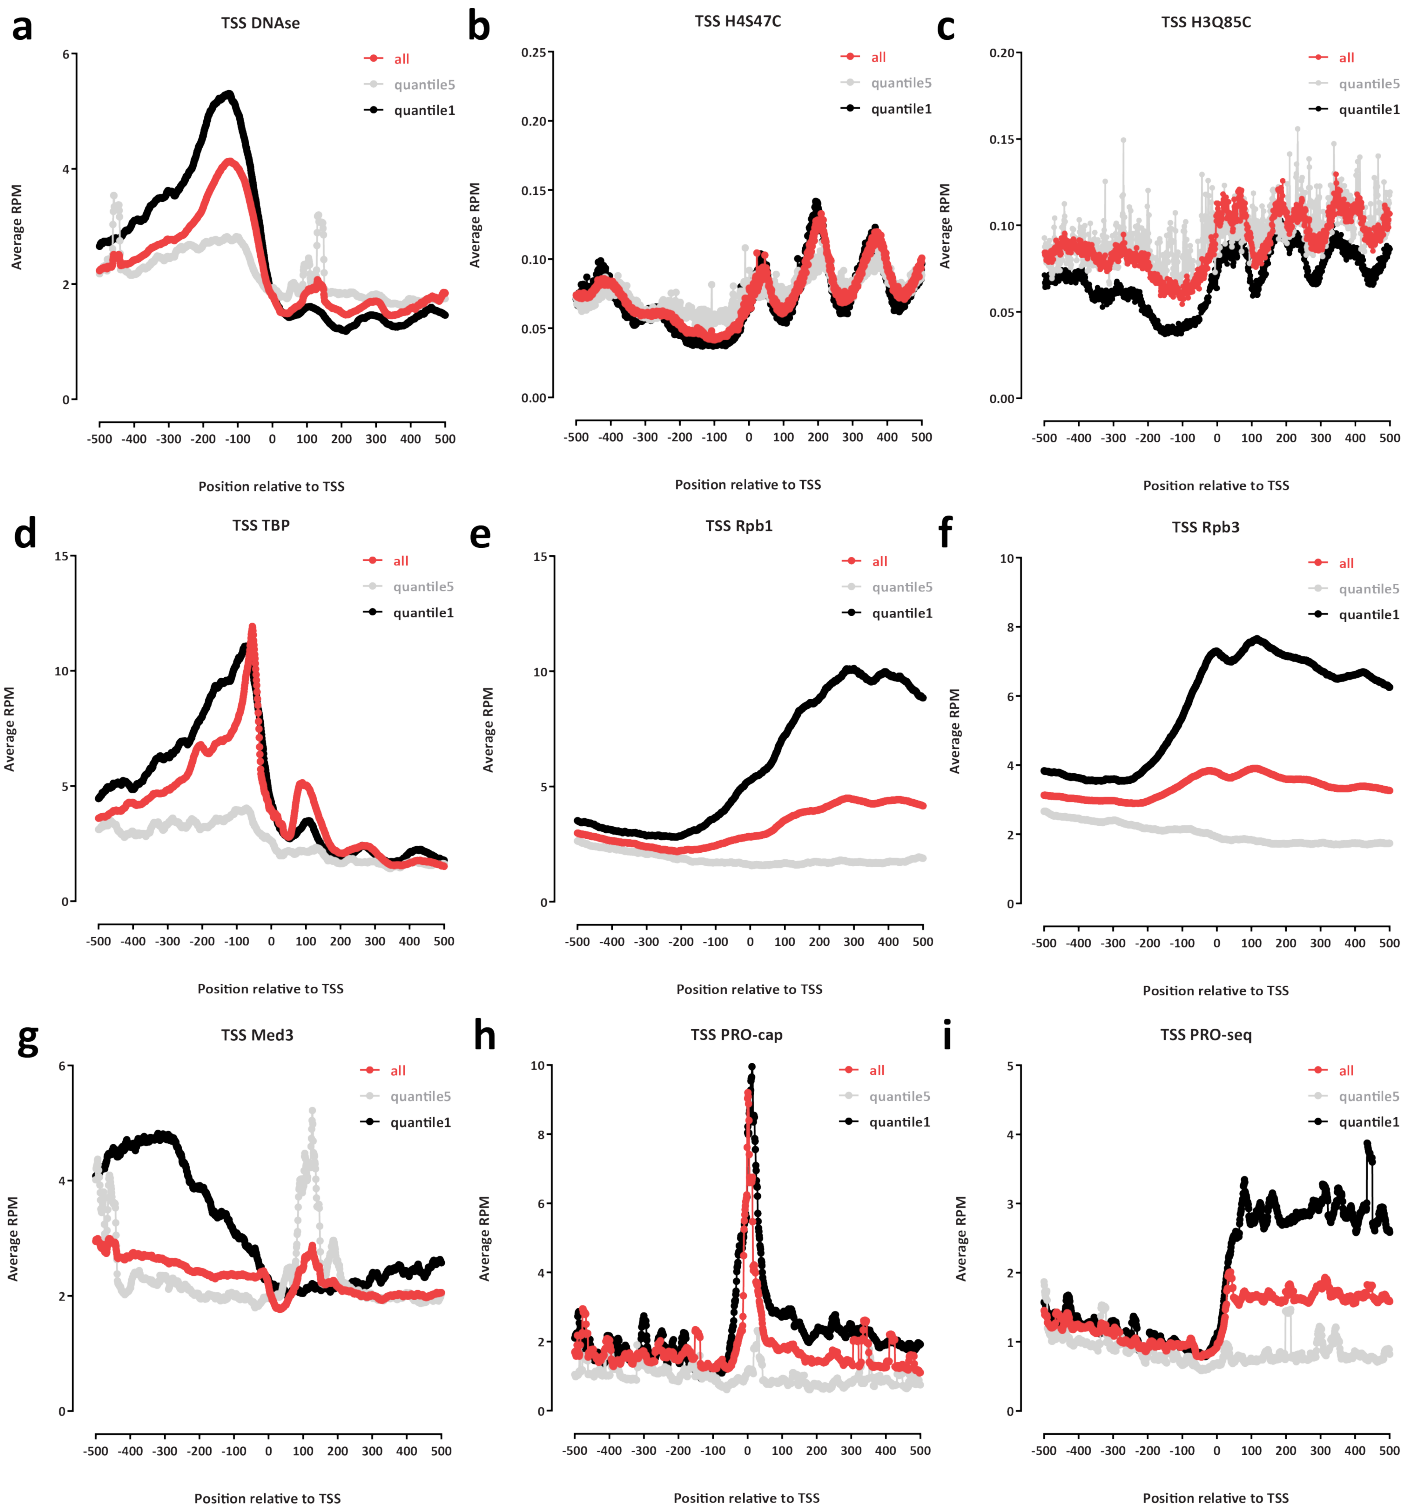 a
TSS DNAse
all
quantile5
quantile1
6
4
2
0
Average RPM
-500 -400 -300 -200 -100 0 100 200 300 400 500
Position relative to TSS
b
TSS H4S47C
all
quantile5
quantile1
0.25
0.20
0.15
0.10
0.05
0.00
Average RPM
-500 -400 -300 -200 -100 0 100 200 300 400 500
Position relative to TSS
c
TSS H3Q85C
all
quantile5
quantile1
0.20
0.15
0.10
0.05
0.00
Average RPM
-500 -400 -300 -200 -100 0 100 200 300 400 500
Position relative to TSS
d
TSS TBP
all
quantile5
quantile1
15
10
5
0
Average RPM
-500 -400 -300 -200 -100 0 100 200 300 400 500
Position relative to TSS
e
TSS Rpb1
all
quantile5
quantile1
15
10
5
0
Average RPM
-500 -400 -300 -200 -100 0 100 200 300 400 500
Position relative to TSS
f
TSS Rpb3
all
quantile5
quantile1
10
8
6
4
2
0
Average RPM
-500 -400 -300 -200 -100 0 100 200 300 400 500
Position relative to TSS
g
TSS Med3
all
quantile5
quantile1
6
4
2
0
Average RPM
-500 -400 -300 -200 -100 0 100 200 300 400 500
Position relative to TSS
h
TSS PRO-cap
all
quantile5
quantile1
10
8
6
4
2
0
Average RPM
-500 -400 -300 -200 -100 0 100 200 300 400 500
Position relative to TSS
i
TSS PRO-seq
all
quantile5
quantile1
5
4
3
2
1
0
Average RPM
-500 -400 -300 -200 -100 0 100 200 300 400 500
Position relative to TSS